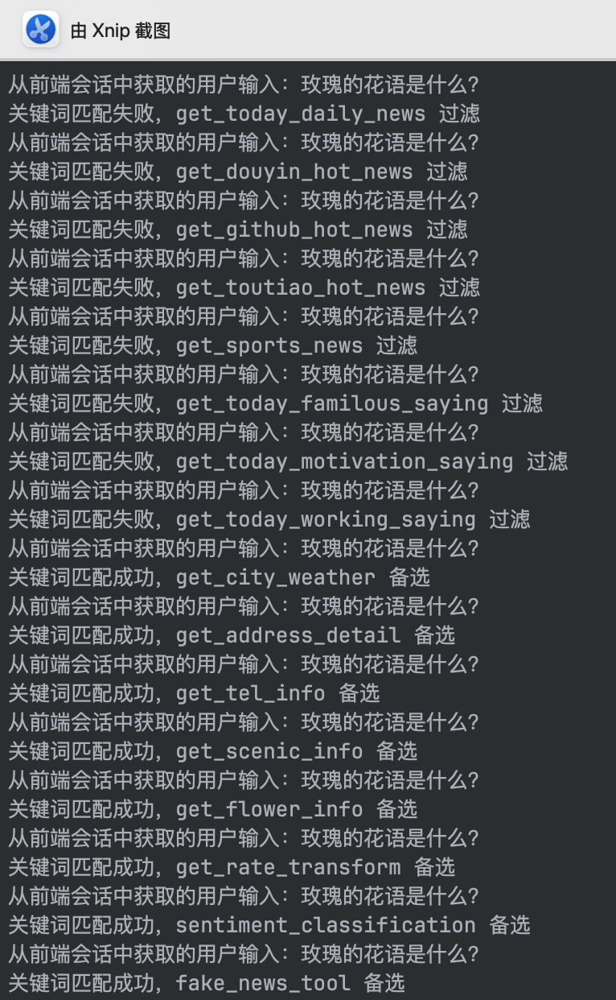 由 Xnip 截图
从前端会话中获取的用户输入：玫瑰的花语是什么？
关键词匹配失败，get_today_daily_news 过滤
从前端会话中获取的用户输入：玫瑰的花语是什么？
关键词匹配失败，get_douyin_hot_news 过滤
从前端会话中获取的用户输入：玫瑰的花语是什么？
关键词匹配失败，get_github_hot_news 过滤
从前端会话中获取的用户输入：玫瑰的花语是什么？
关键词匹配失败，get_toutiao_hot_news 过滤
从前端会话中获取的用户输入：玫瑰的花语是什么？
关键词匹配失败，get_sports_news 过滤
从前端会话中获取的用户输入：玫瑰的花语是什么？
关键词匹配失败，get_today_familous_saying 过滤
从前端会话中获取的用户输入：玫瑰的花语是什么？
关键词匹配失败，get_today_motivation_saying 过滤
从前端会话中获取的用户输入：玫瑰的花语是什么？
关键词匹配失败，get_today_working_saying 过滤
从前端会话中获取的用户输入：玫瑰的花语是什么？
关键词匹配成功，get_city_weather 备选
从前端会话中获取的用户输入：玫瑰的花语是什么？
关键词匹配成功，get_address_detail 备选
从前端会话中获取的用户输入：玫瑰的花语是什么？
关键词匹配成功，get_tel_info 备选
从前端会话中获取的用户输入：玫瑰的花语是什么？
关键词匹配成功，get_scenic_info 备选
从前端会话中获取的用户输入：玫瑰的花语是什么？
关键词匹配成功，get_flower_info 备选
从前端会话中获取的用户输入：玫瑰的花语是什么？
关键词匹配成功，get_rate_transform 备选
从前端会话中获取的用户输入：玫瑰的花语是什么？
关键词匹配成功，sentiment_classification 备选
从前端会话中获取的用户输入：玫瑰的花语是什么？
关键词匹配成功，fake_news_tool 备选